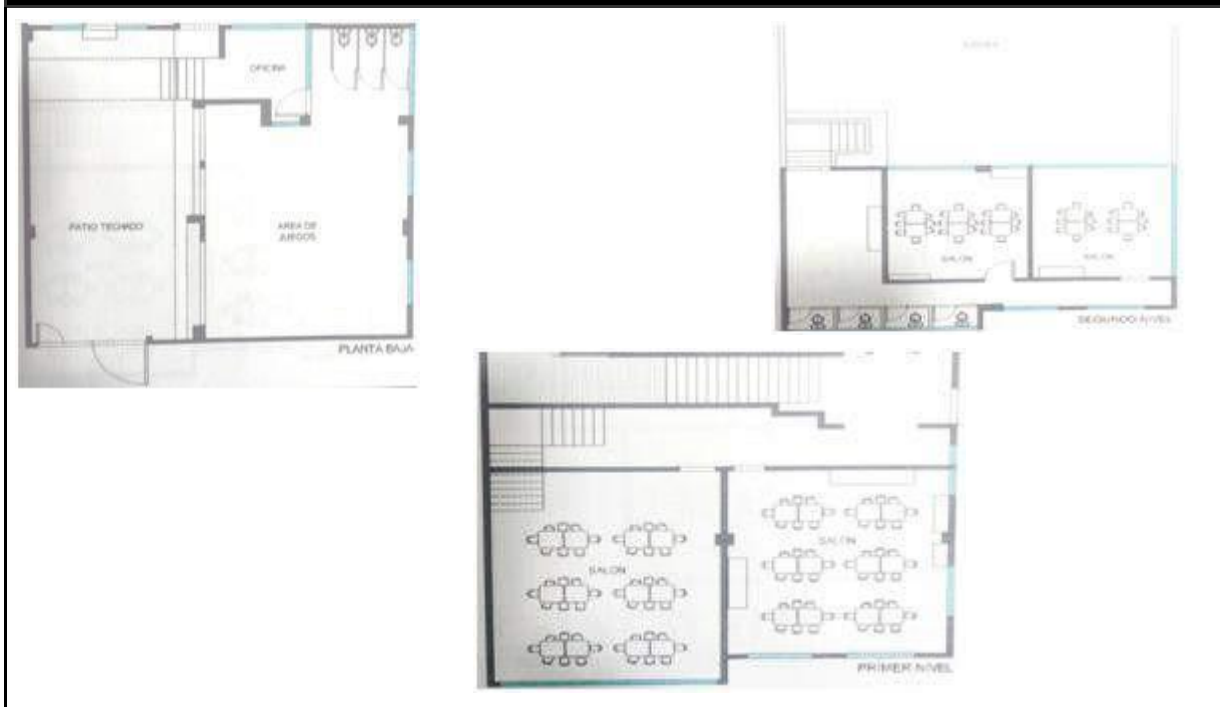 OFICINA
PATIO TECHADO
AREA DE
JUEGOS
PLANTA BAJA
SALON
SALON
SEGUNDO NIVEL
SALON
SALON
PRIMER NIVEL